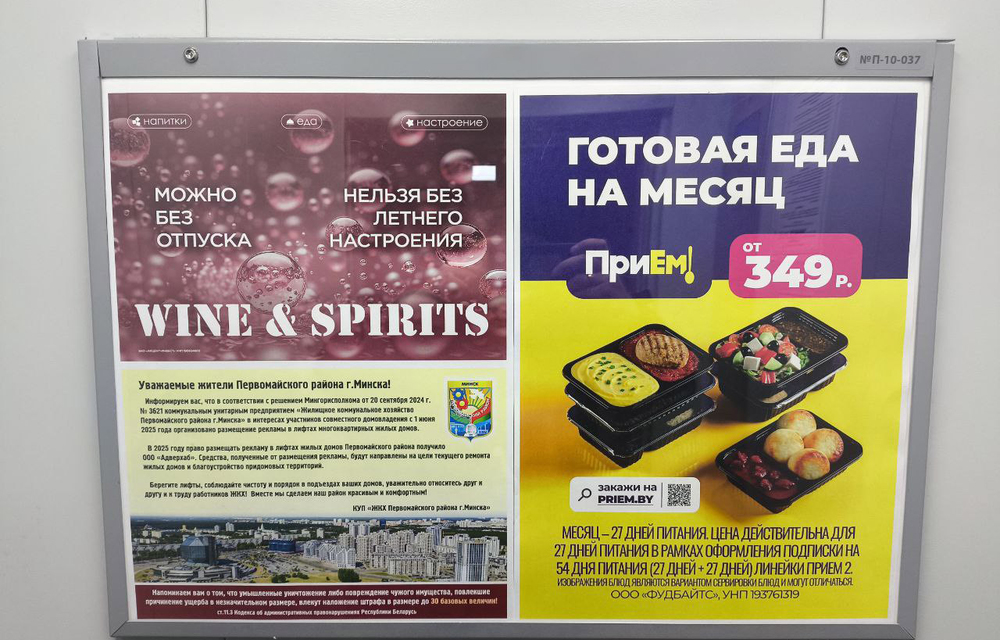 №П-10-037
напитки
еда
настроение
МОЖНО
БЕЗ
ОТПУСКА
НЕЛЬЗЯ БЕЗ
ЛЕТНЕГО
НАСТРОЕНИЯ
WINE & SPIRITS
Уважаемые жители Первомайского района г.Минска!
МИНСК
Информируем вас, что в соответствии с решением Мингорисполкома от 20 сентября 2024 г.
№ 3621 коммунальным унитарным предприятием «Жилищное коммунальное хозяйство
Первомайского района г.Минска» в интересах участников совместного домовладения с 1 июня
2025 года организовано размещение рекламы в лифтах многоквартирных жилых домов.
В 2025 году право размещать рекламу в лифтах жилых домов Первомайского района получило
ООО «Адверхаб». Средства, полученные от размещения рекламы, будут направлены на цели текущего ремонта
жилых домов и благоустройство придомовых территорий.
Берегите лифты, соблюдайте чистоту и порядок в подъездах ваших домов, уважительно относитесь друг и
другу и к труду работников ЖКХ! Вместе мы сделаем наш район красивым и комфортным!
КУП «ЖКХ Первомайского района г.Минска»
Напоминаем вам о том, что умышленные уничтожение либо повреждение чужого имущества, повлекшие
причинение ущерба в незначительном размере, влекут наложение штрафа в размере до 30 базовых величин!
ст.11.3 Кодекса об административных правонарушениях Республики Беларусь
ГОТОВАЯ ЕДА
НА МЕСЯЦ
ПриЕм!
ОТ
349 Р.
закажи на
PRIEM.BY
МЕСЯЦ – 27 ДНЕЙ ПИТАНИЯ. ЦЕНА ДЕЙСТВИТЕЛЬНА ДЛЯ
27 ДНЕЙ ПИТАНИЯ В РАМКАХ ОФОРМЛЕНИЯ ПОДПИСКИ НА
54 ДНЯ ПИТАНИЯ (27 ДНЕЙ + 27 ДНЕЙ) ЛИНЕЙКИ ПРИЕМ 2.
ИЗОБРАЖЕНИЯ БЛЮД ЯВЛЯЮТСЯ ВАРИАНТОМ СЕРВИРОВКИ БЛЮД И МОГУТ ОТЛИЧАТЬСЯ.
ООО «ФУДБАЙТС», УНП 193761319